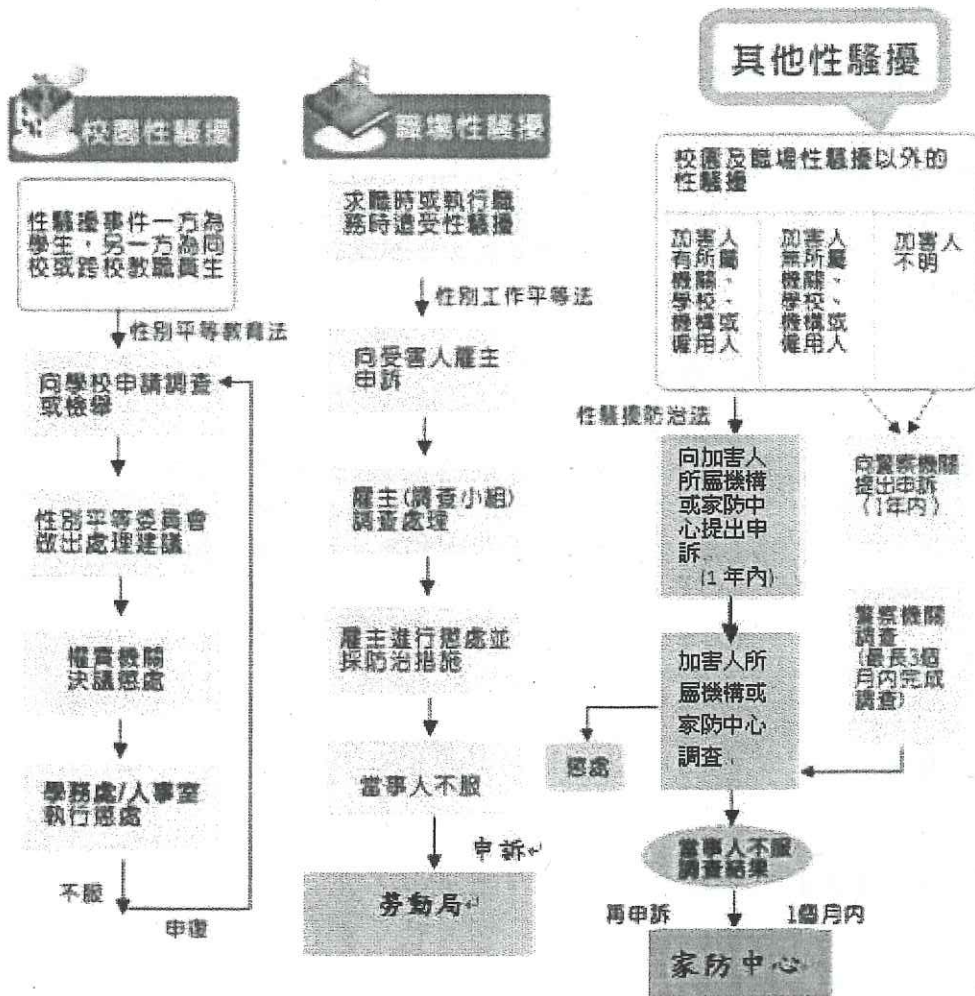 校園性騷擾
性騷擾事件一方為
學生,另一方為同
校或跨校教職員生
性別平等教育法
向學校申請調查
或檢舉
性別平等委員會
做出處理建議
權責機關
決議懲處
學務處/人事室
執行懲處
不服
申復
職場性騷擾
求職時或執行職
務時遭受性騷擾
性別工作平等法
向受害人雇主
申訴
雇主(調查小組)
調查處理
雇主進行懲處並
採防治措施
當事人不服
申訴↵
勞動局↵
其他性騷擾
校園及職場性騷擾以外的
性騷擾
加害人
有所屬
機關、
學校、
機構或
僱用人
加害人
無所屬
機關、
學校、
機構或
僱用人
加害人
不明
性騷擾防治法
向加害人
所屬機構
或家防中
心提出申
訴
(1年內)
向警察機關
提出申訴
(1年內)
警察機關
調查
(最長3個
月內完成
調查)
加害人所
屬機構或
家防中心
調查
懲處
當事人不服
調查結果
再申訴
1個月內
家防中心